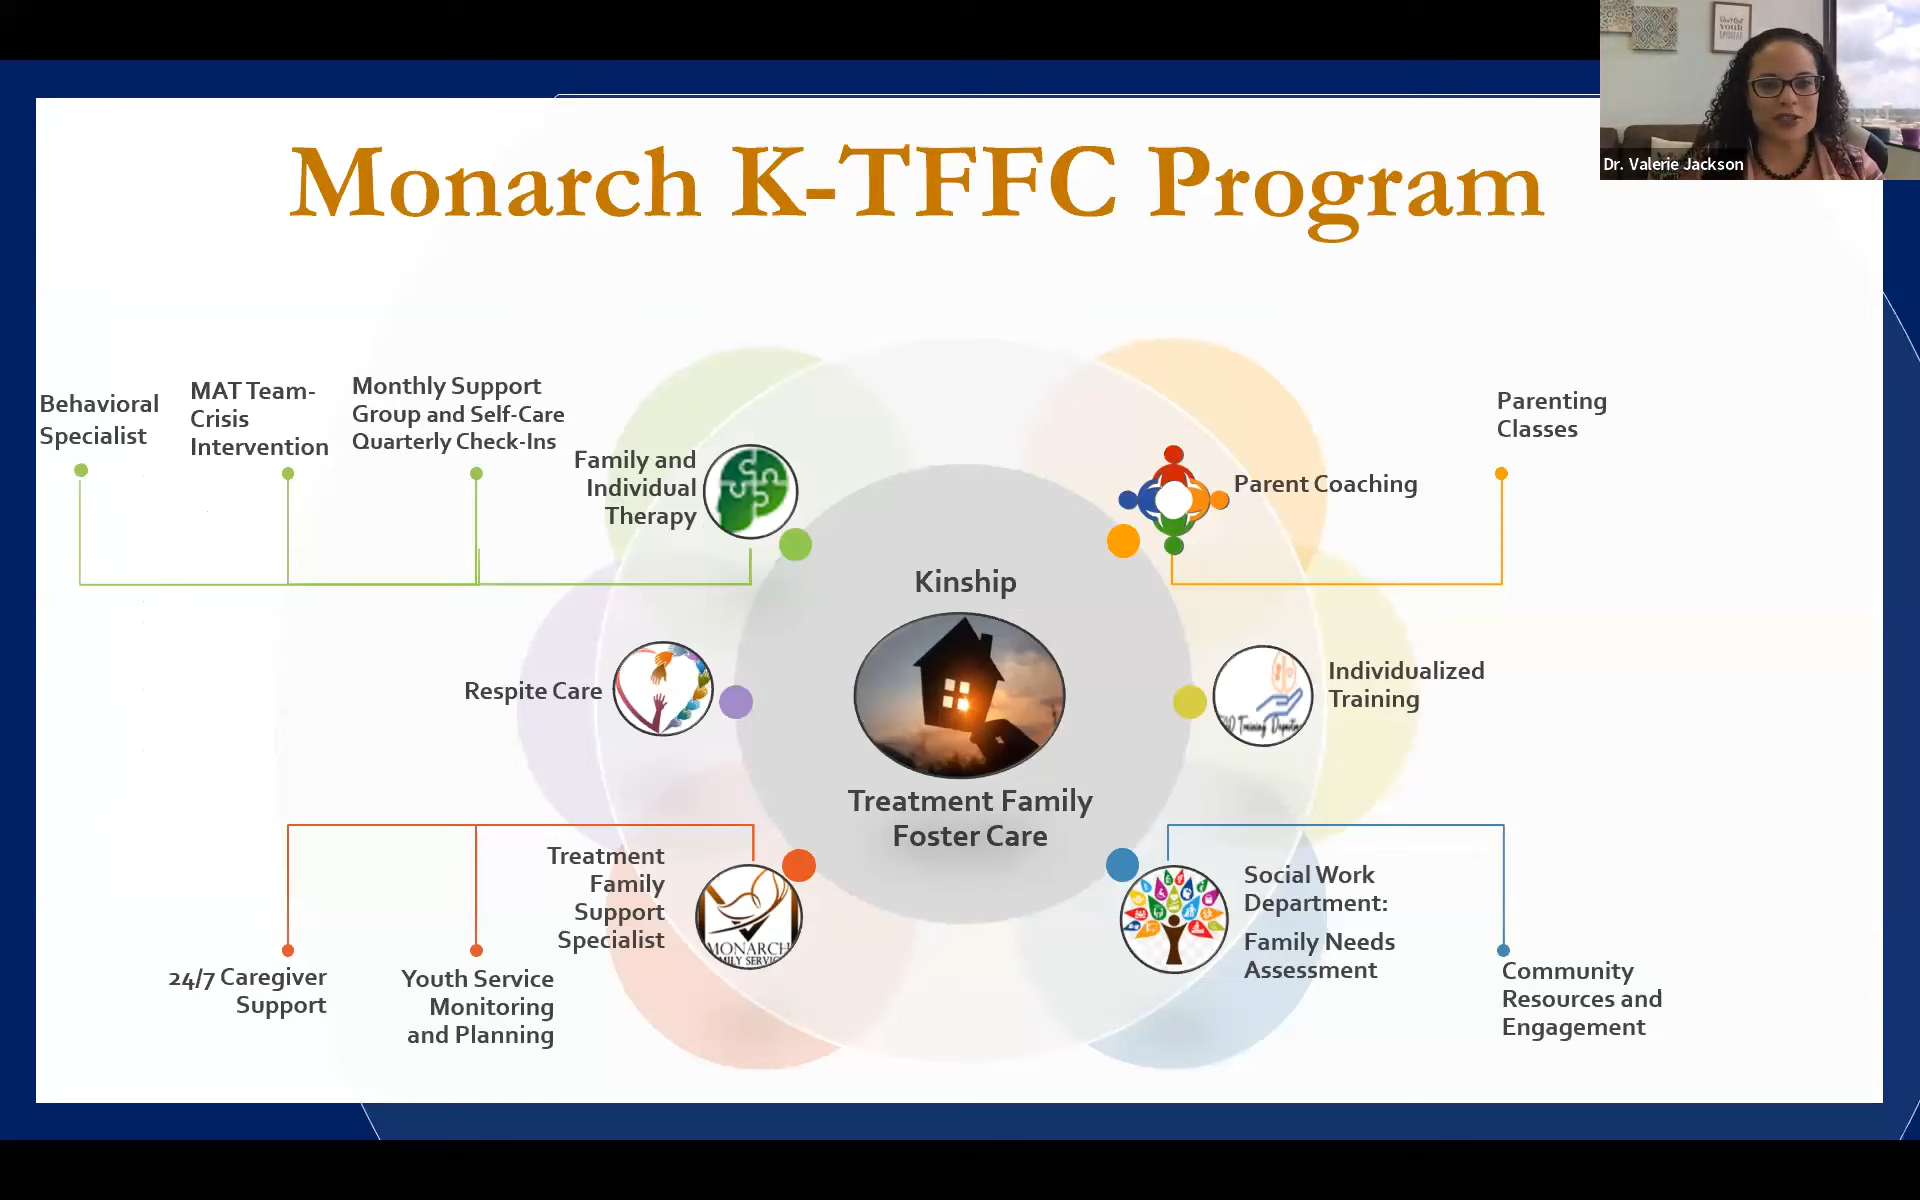 Monarch K-TFFC Program
Dr. Valerie Jackson
Behavioral
Specialist
MAT Team-
Crisis
Intervention
Monthly Support
Group and Self-Care
Quarterly Check-Ins
Family and
Individual
Therapy
Parent Coaching
Parenting
Classes
Kinship
Respite Care
Individualized
Training
Treatment Family
Foster Care
Treatment
Family
Support
Specialist
MONARCH
24/7 Caregiver
Support
Youth Service
Monitoring
and Planning
Social Work
Department:
Family Needs
Assessment
Community
Resources and
Engagement